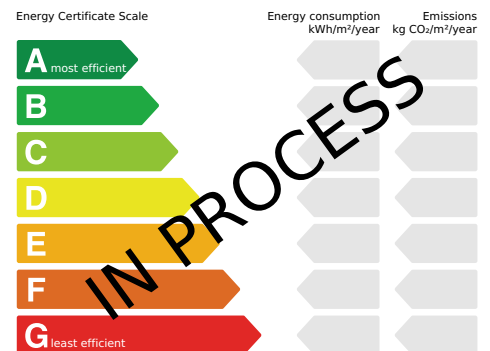 Energy Certificate Scale
Energy consumption
kWh/m²/year
Emissions
kg CO₂/m²/year
A most efficient
B
C
D
E
F
G least efficient
IN PROCESS